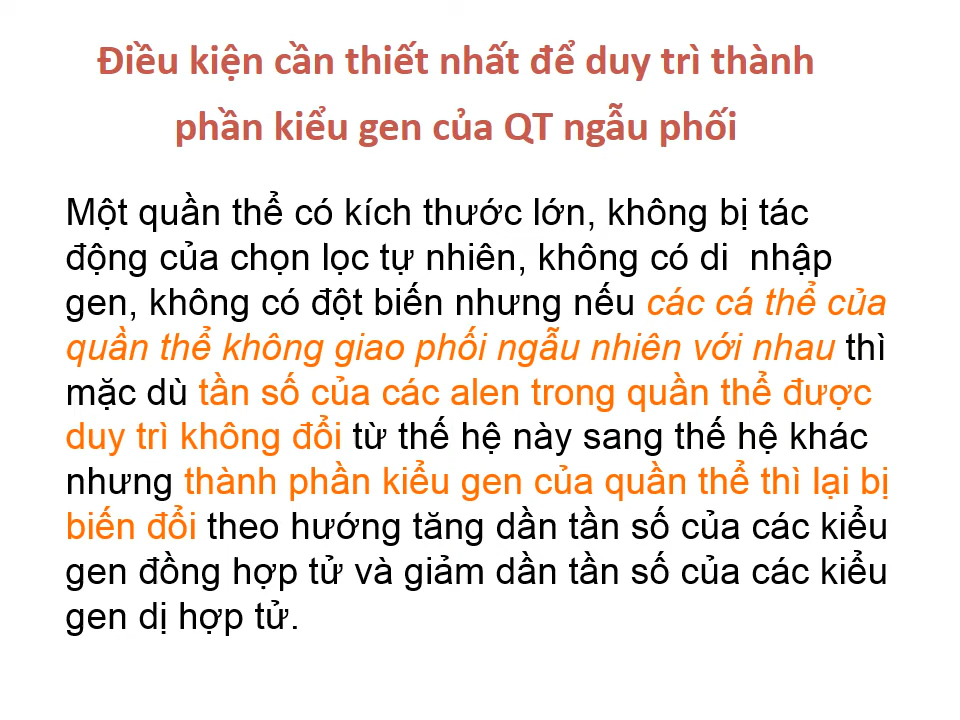 Điều kiện cần thiết nhất để duy trì thành
phần kiểu gen của QT ngẫu phối
Một quần thể có kích thước lớn, không bị tác
động của chọn lọc tự nhiên, không có di nhập
gen, không có đột biến nhưng nếu các cá thể của
quần thể không giao phối ngẫu nhiên với nhau thì
mặc dù tần số của các alen trong quần thể được
duy trì không đổi từ thế hệ này sang thế hệ khác
nhưng thành phần kiểu gen của quần thể thì lại bị
biến đổi theo hướng tăng dần tần số của các kiểu
gen đồng hợp tử và giảm dần tần số của các kiểu
gen dị hợp tử.